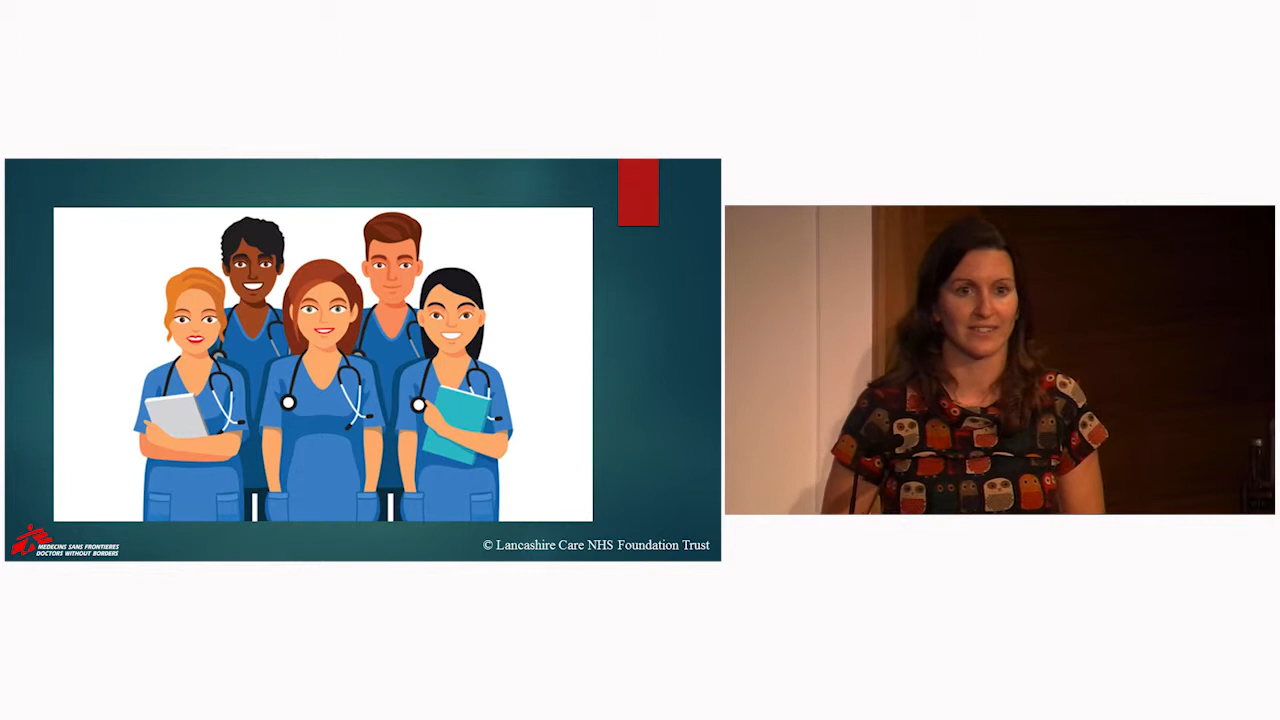 MEDECINS SANS FRONTIERES
DOCTORS WITHOUT BORDERS
© Lancashire Care NHS Foundation Trust